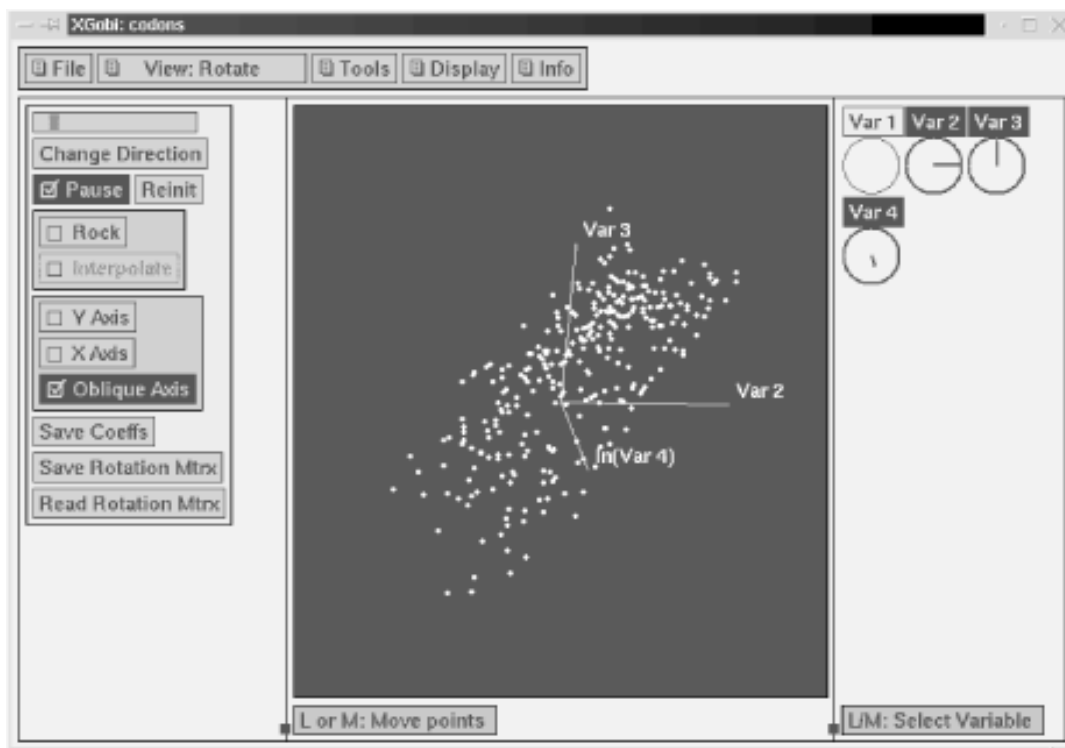 XGobi: codons
File View: Rotate Tools Display Info
Change Direction
Pause Reinit
Rock
Interpolate
Y Axis
X Axis
Oblique Axis
Save Coeffs
Save Rotation Mtrx
Read Rotation Mtrx
Var 3
Var 2
ln(Var 4)
L or M: Move points
Var 1 Var 2 Var 3
Var 4
L/M: Select Variable